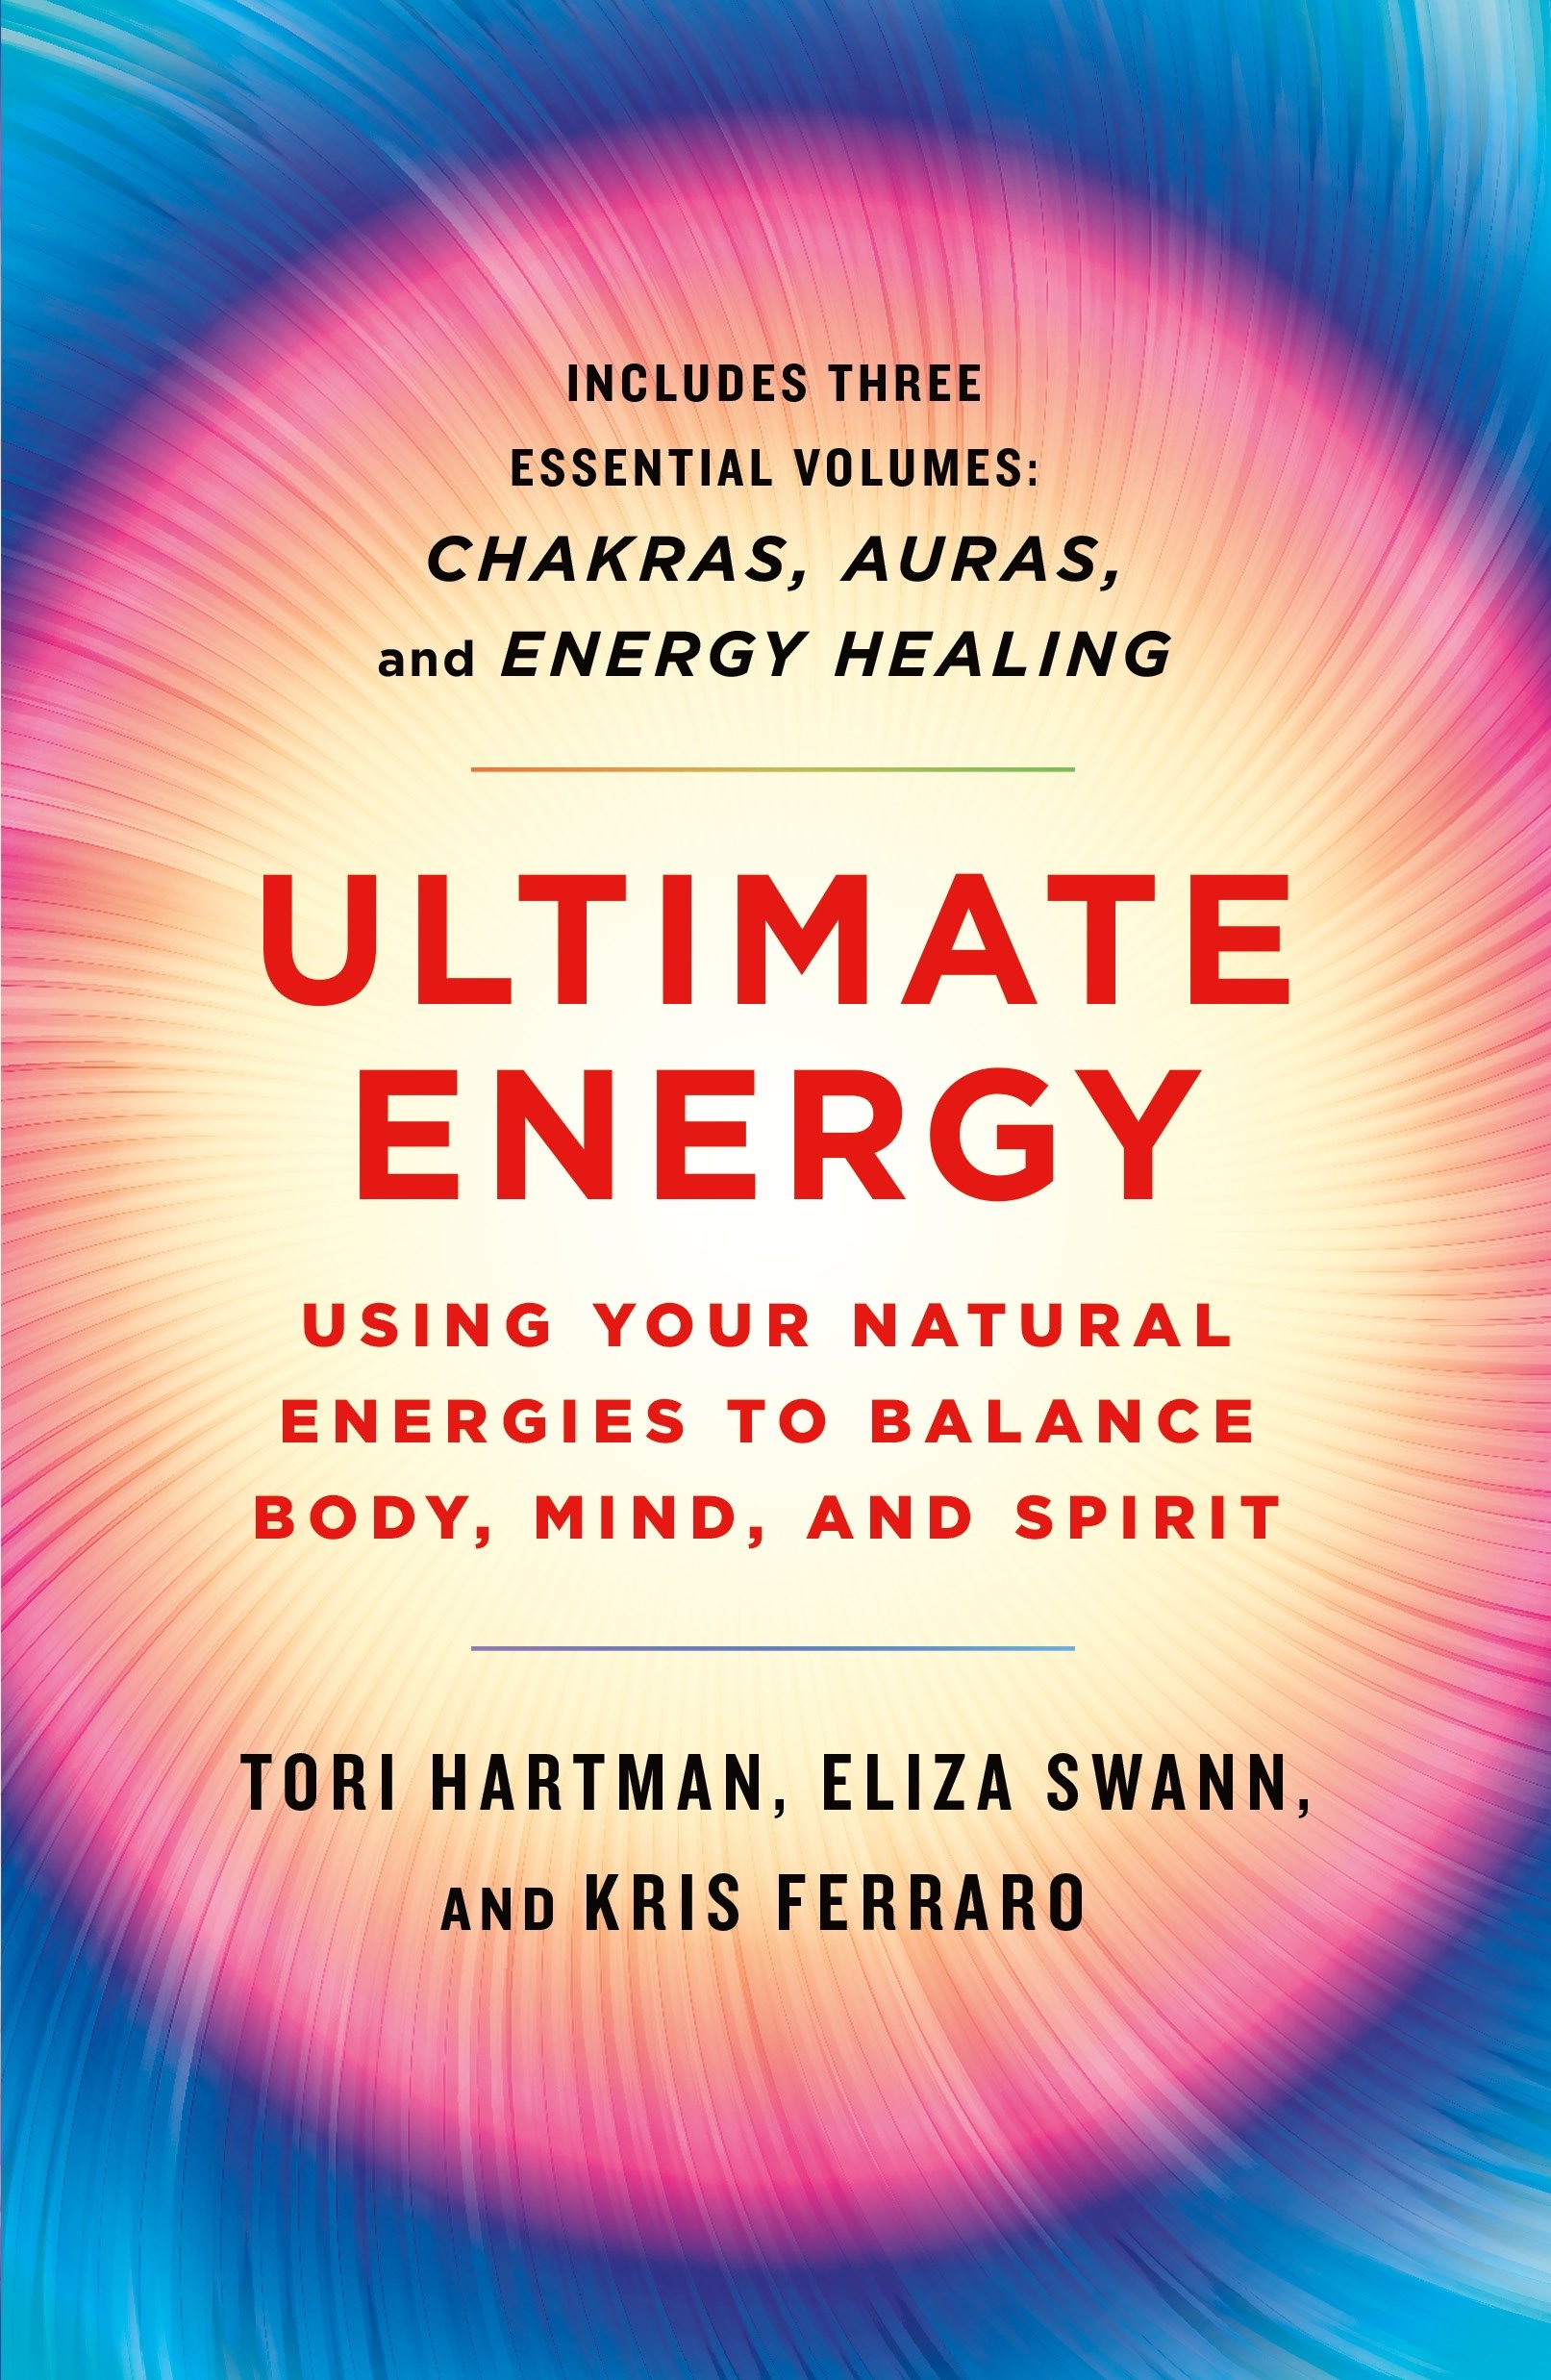 INCLUDES THREE
ESSENTIAL VOLUMES:
CHAKRAS, AURAS,
and ENERGY HEALING
ULTIMATE
ENERGY
USING YOUR NATURAL
ENERGIES TO BALANCE
BODY, MIND, AND SPIRIT
TORI HARTMAN, ELIZA SWANN,
AND KRIS FERRARO